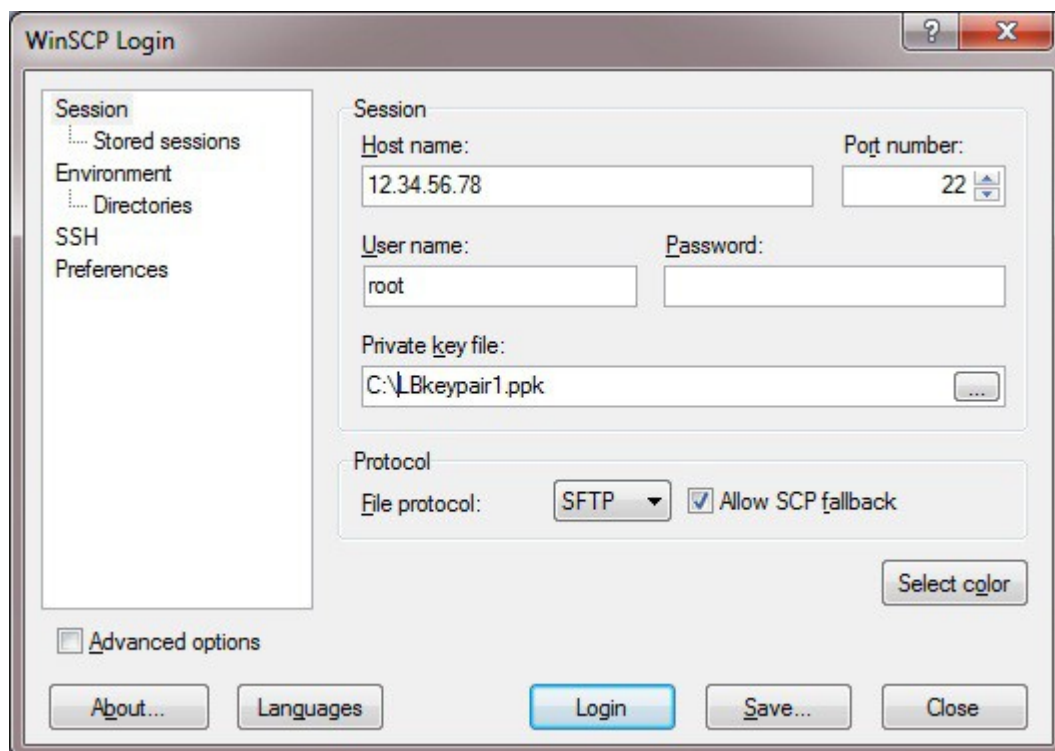 WinSCP Login
?
X
Session
Stored sessions
Environment
Directories
SSH
Preferences
Session
Host name:
Port number:
12.34.56.78
22
User name:
Password:
root
Private key file:
C:\LBkeypair1.ppk
...
Protocol
File protocol:
SFTP
Allow SCP fallback
Select color
Advanced options
About...
Languages
Login
Save...
Close